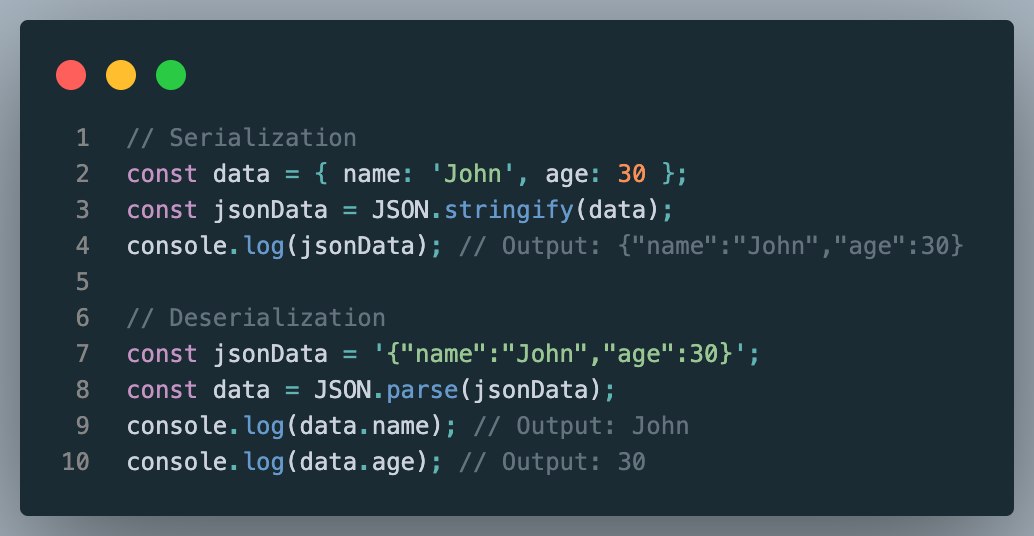 1 // Serialization
2 const data = { name: 'John', age: 30 };
3 const jsonData = JSON.stringify(data);
4 console.log(jsonData); // Output: {"name":"John","age":30}
5
6 // Deserialization
7 const jsonData = '{"name":"John","age":30}';
8 const data = JSON.parse(jsonData);
9 console.log(data.name); // Output: John
10 console.log(data.age); // Output: 30